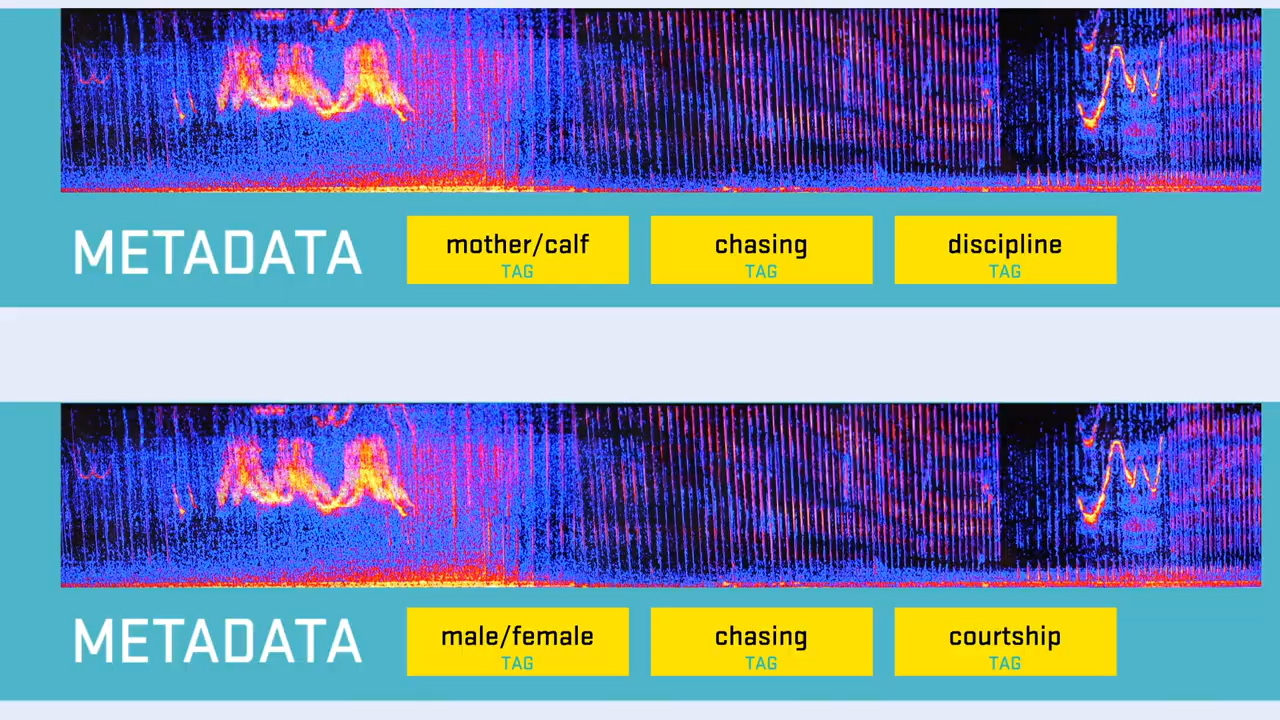 METADATA
mother/calf
TAG
chasing
TAG
discipline
TAG
METADATA
male/female
TAG
chasing
TAG
courtship
TAG